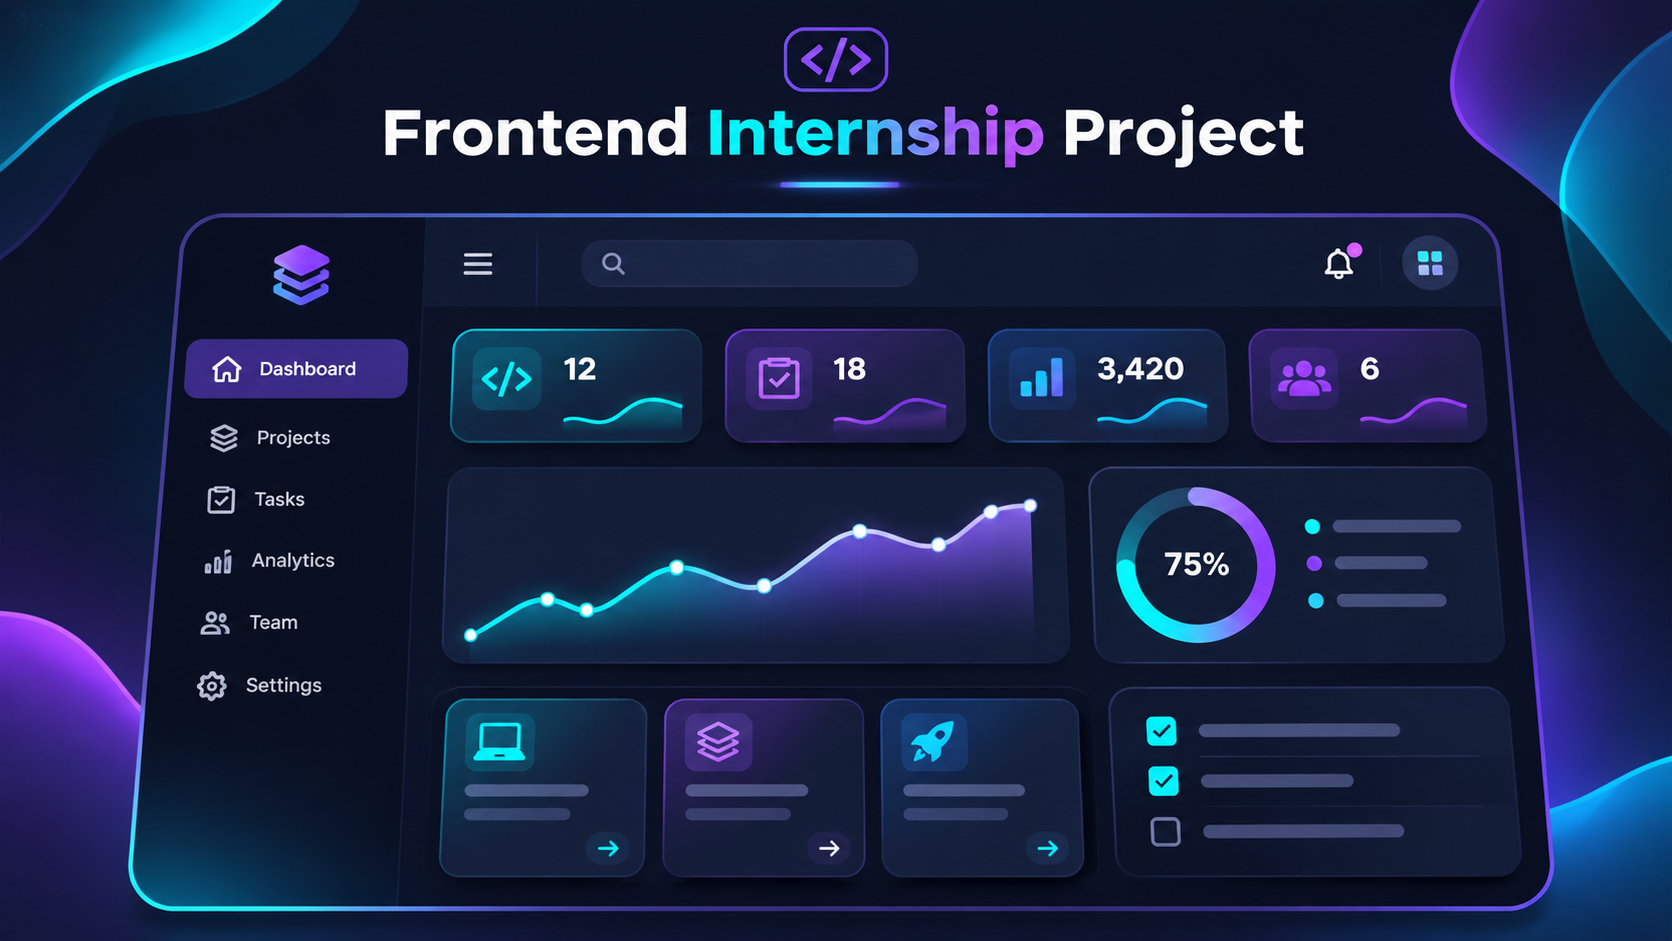 </>
Frontend Internship Project
Dashboard
Projects
Tasks
Analytics
Team
Settings
</>
12
18
3,420
6
75%